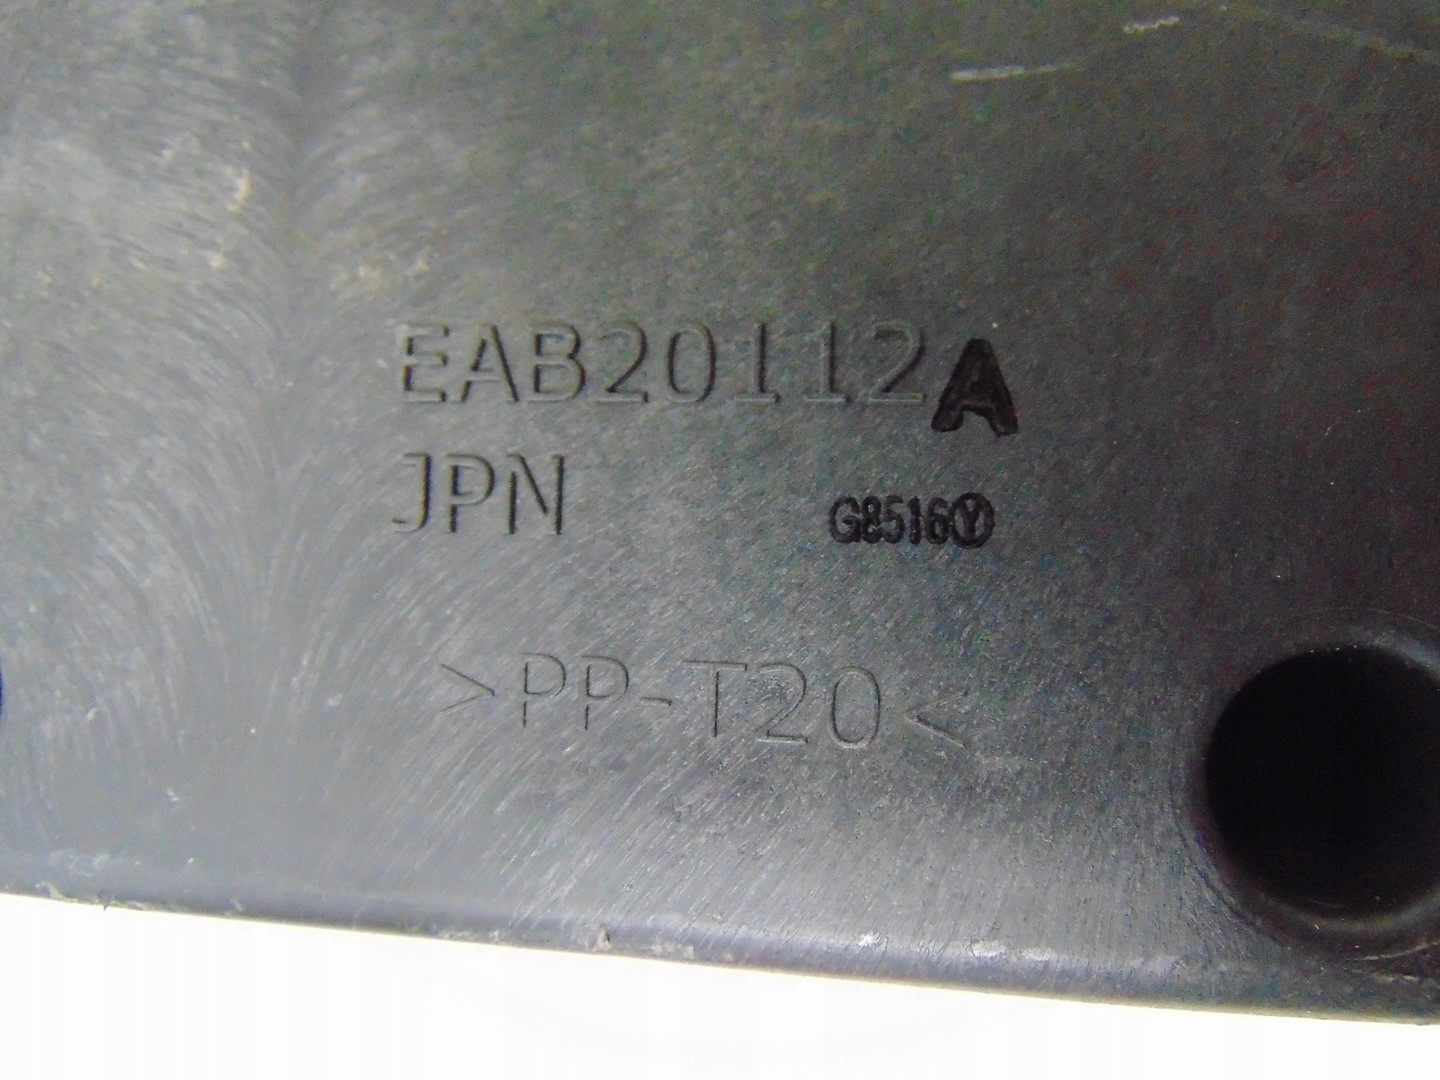 EAB20112A
JPN G8516Ⓨ
>PP-T20<